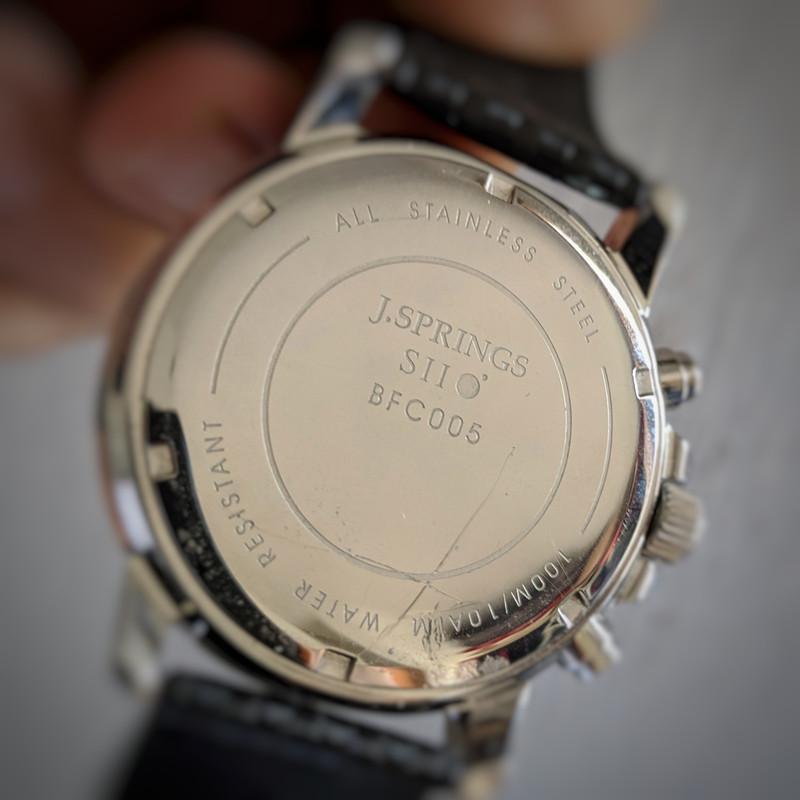 ALL STAINLESS STEEL
J.SPRINGS
SII
BFC005
100M/10ATM WATER RESISTANT